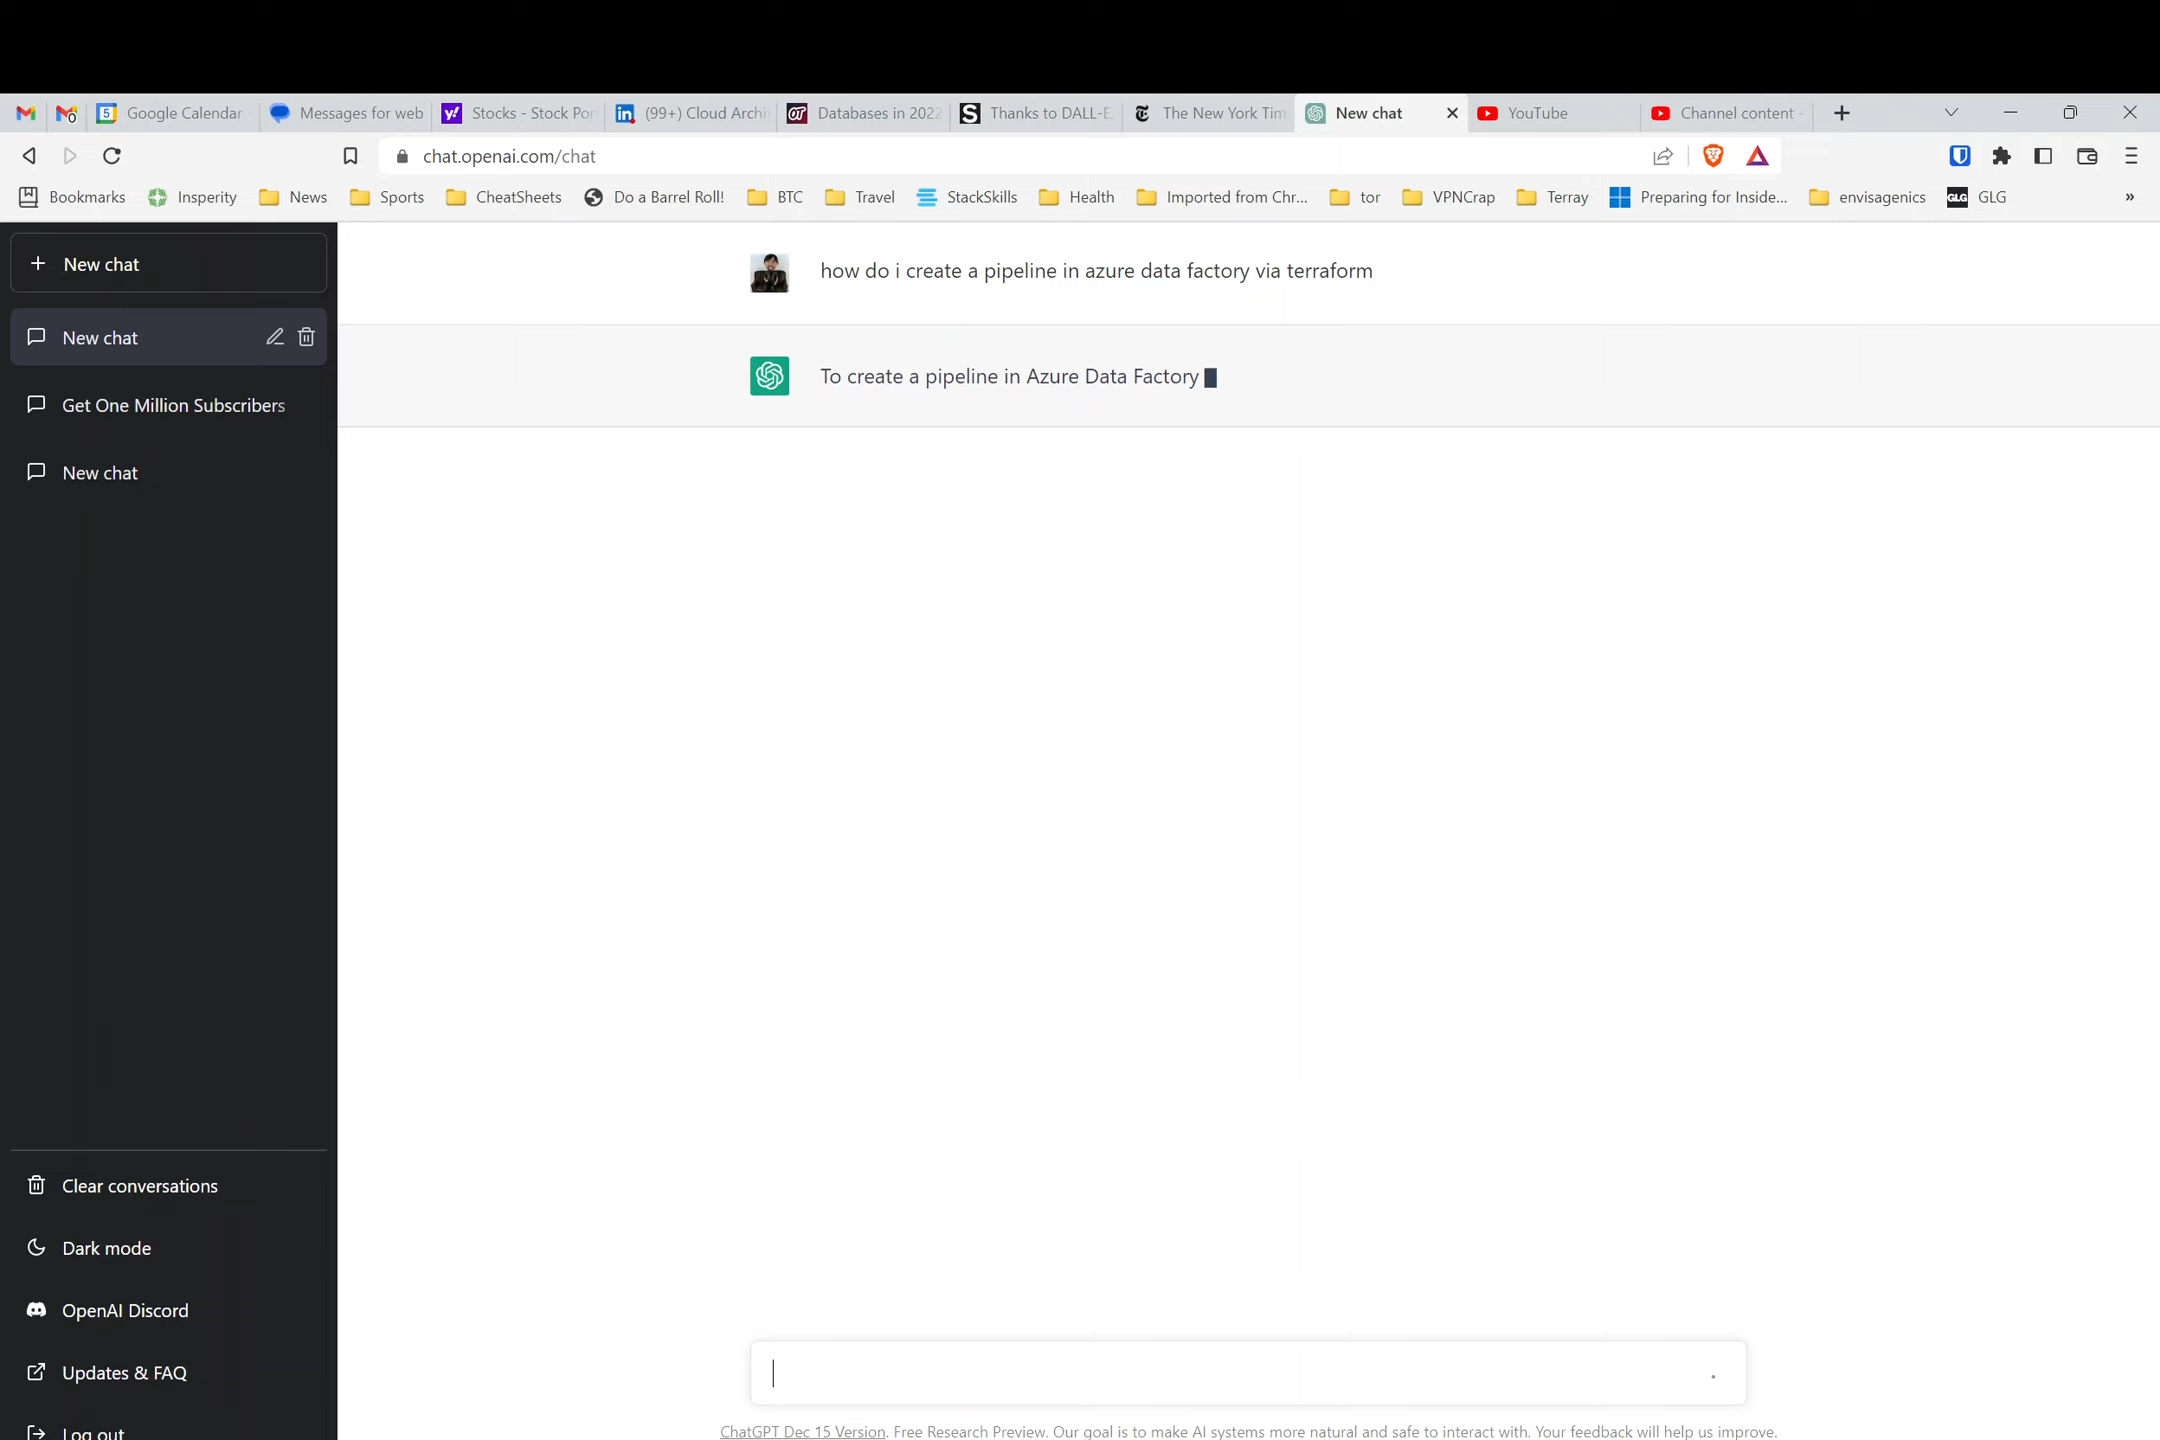 5 Google Calendar Messages for web y! Stocks - Stock Por in (99+) Cloud Archi OT Databases in 2022 S Thanks to DALL-E The New York Tim New chat YouTube Channel content -
chat.openai.com/chat
Bookmarks Insperity News Sports CheatSheets Do a Barrel Roll! BTC Travel StackSkills Health Imported from Chr... tor VPNCrap Terray Preparing for Inside... envisagenics GLG GLG »
New chat
how do i create a pipeline in azure data factory via terraform
New chat
To create a pipeline in Azure Data Factory
Get One Million Subscribers
New chat
Clear conversations
Dark mode
OpenAI Discord
Updates & FAQ
Log out
ChatGPT Dec 15 Version. Free Research Preview. Our goal is to make AI systems more natural and safe to interact with. Your feedback will help us improve.